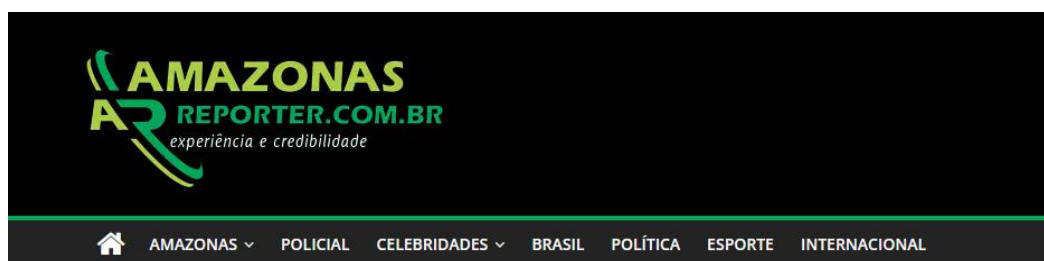 AMAZONAS
AR REPORTER.COM.BR
experiência e credibilidade
AMAZONAS POLICIAL CELEBRIDADES BRASIL POLÍTICA ESPORTE INTERNACIONAL